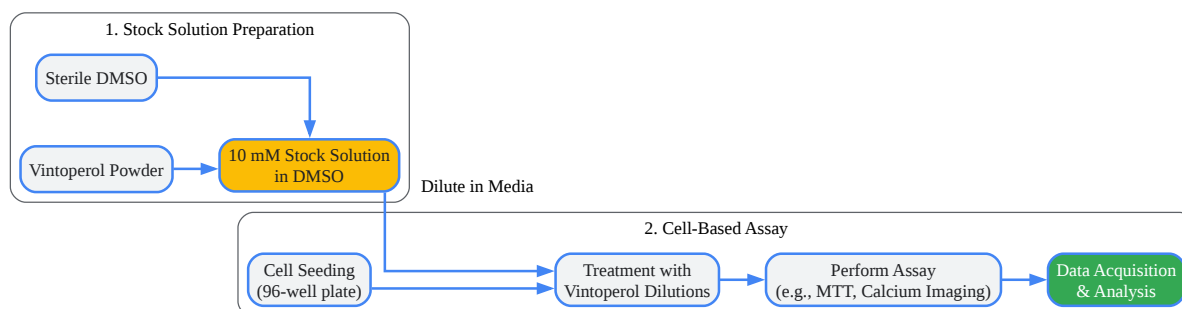 1. Stock Solution Preparation
Sterile DMSO
Vintoperol Powder
10 mM Stock Solution
in DMSO
Dilute in Media
2. Cell-Based Assay
Cell Seeding
(96-well plate)
Treatment with
Vintoperol Dilutions
Perform Assay
(e.g., MTT, Calcium Imaging)
Data Acquisition
& Analysis